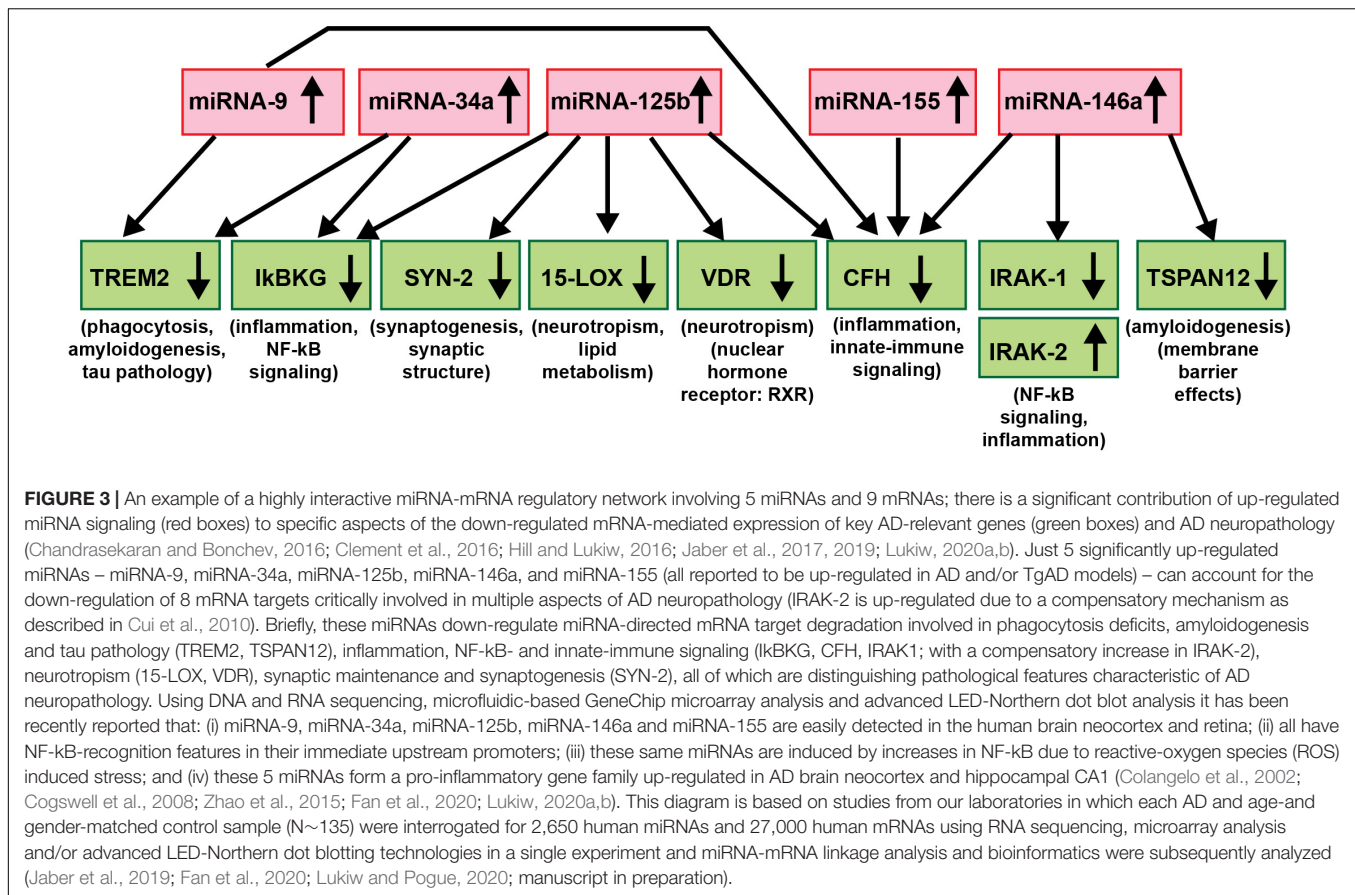 miRNA-9
miRNA-34a
miRNA-125b
miRNA-155
miRNA-146a
TREM2
IkBKG
SYN-2
15-LOX
VDR
CFH
IRAK-1
TSPAN12
IRAK-2
(phagocytosis,
amyloidogenesis,
tau pathology)
(inflammation,
NF-kB
signaling)
(synaptogenesis,
synaptic
structure)
(neurotropism,
lipid
metabolism)
(neurotropism)
(nuclear
hormone
receptor: RXR)
(inflammation,
innate-immune
signaling)
(NF-kB
signaling,
inflammation)
(amyloidogenesis)
(membrane
barrier
effects)
FIGURE 3 | An example of a highly interactive miRNA-mRNA regulatory network involving 5 miRNAs and 9 mRNAs; there is a significant contribution of up-regulated
miRNA signaling (red boxes) to specific aspects of the down-regulated mRNA-mediated expression of key AD-relevant genes (green boxes) and AD neuropathology
(Chandrasekaran and Bonchev, 2016; Clement et al., 2016; Hill and Lukiw, 2016; Jaber et al., 2017, 2019; Lukiw, 2020a,b). Just 5 significantly up-regulated
miRNAs – miRNA-9, miRNA-34a, miRNA-125b, miRNA-146a, and miRNA-155 (all reported to be up-regulated in AD and/or TgAD models) – can account for the
down-regulation of 8 mRNA targets critically involved in multiple aspects of AD neuropathology (IRAK-2 is up-regulated due to a compensatory mechanism as
described in Cui et al., 2010). Briefly, these miRNAs down-regulate miRNA-directed mRNA target degradation involved in phagocytosis deficits, amyloidogenesis
and tau pathology (TREM2, TSPAN12), inflammation, NF-kB- and innate-immune signaling (IkBKG, CFH, IRAK1; with a compensatory increase in IRAK-2),
neurotropism (15-LOX, VDR), synaptic maintenance and synaptogenesis (SYN-2), all of which are distinguishing pathological features characteristic of AD
neuropathology. Using DNA and RNA sequencing, microfluidic-based GeneChip microarray analysis and advanced LED-Northern dot blot analysis it has been
recently reported that: (i) miRNA-9, miRNA-34a, miRNA-125b, miRNA-146a and miRNA-155 are easily detected in the human brain neocortex and retina; (ii) all have
NF-kB-recognition features in their immediate upstream promoters; (iii) these same miRNAs are induced by increases in NF-kB due to reactive-oxygen species (ROS)
induced stress; and (iv) these 5 miRNAs form a pro-inflammatory gene family up-regulated in AD brain neocortex and hippocampal CA1 (Colangelo et al., 2002;
Cogswell et al., 2008; Zhao et al., 2015; Fan et al., 2020; Lukiw, 2020a,b). This diagram is based on studies from our laboratories in which each AD and age-and
gender-matched control sample (N~135) were interrogated for 2,650 human miRNAs and 27,000 human mRNAs using RNA sequencing, microarray analysis
and/or advanced LED-Northern dot blotting technologies in a single experiment and miRNA-mRNA linkage analysis and bioinformatics were subsequently analyzed
(Jaber et al., 2019; Fan et al., 2020; Lukiw and Pogue, 2020; manuscript in preparation).